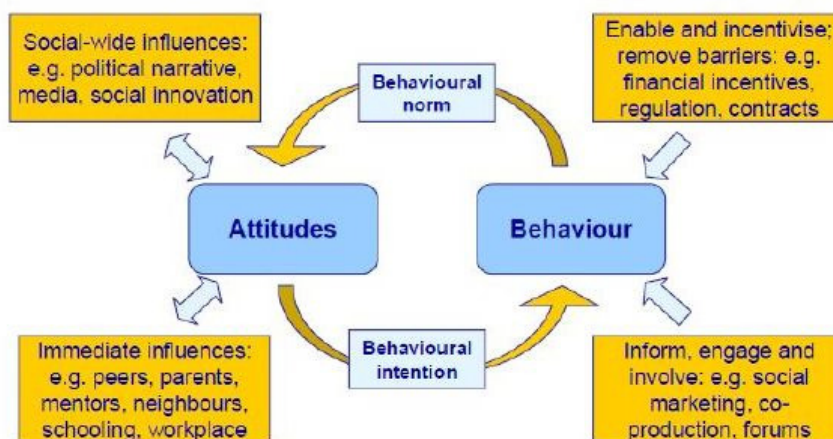 Social-wide influences:
e.g. political narrative,
media, social innovation
Enable and incentivise;
remove barriers: e.g.
financial incentives,
regulation, contracts
Behavioural
norm
Attitudes
Behaviour
Behavioural
intention
Immediate influences:
e.g. peers, parents,
mentors, neighbours,
schooling, workplace
Inform, engage and
involve: e.g. social
marketing, co-
production, forums